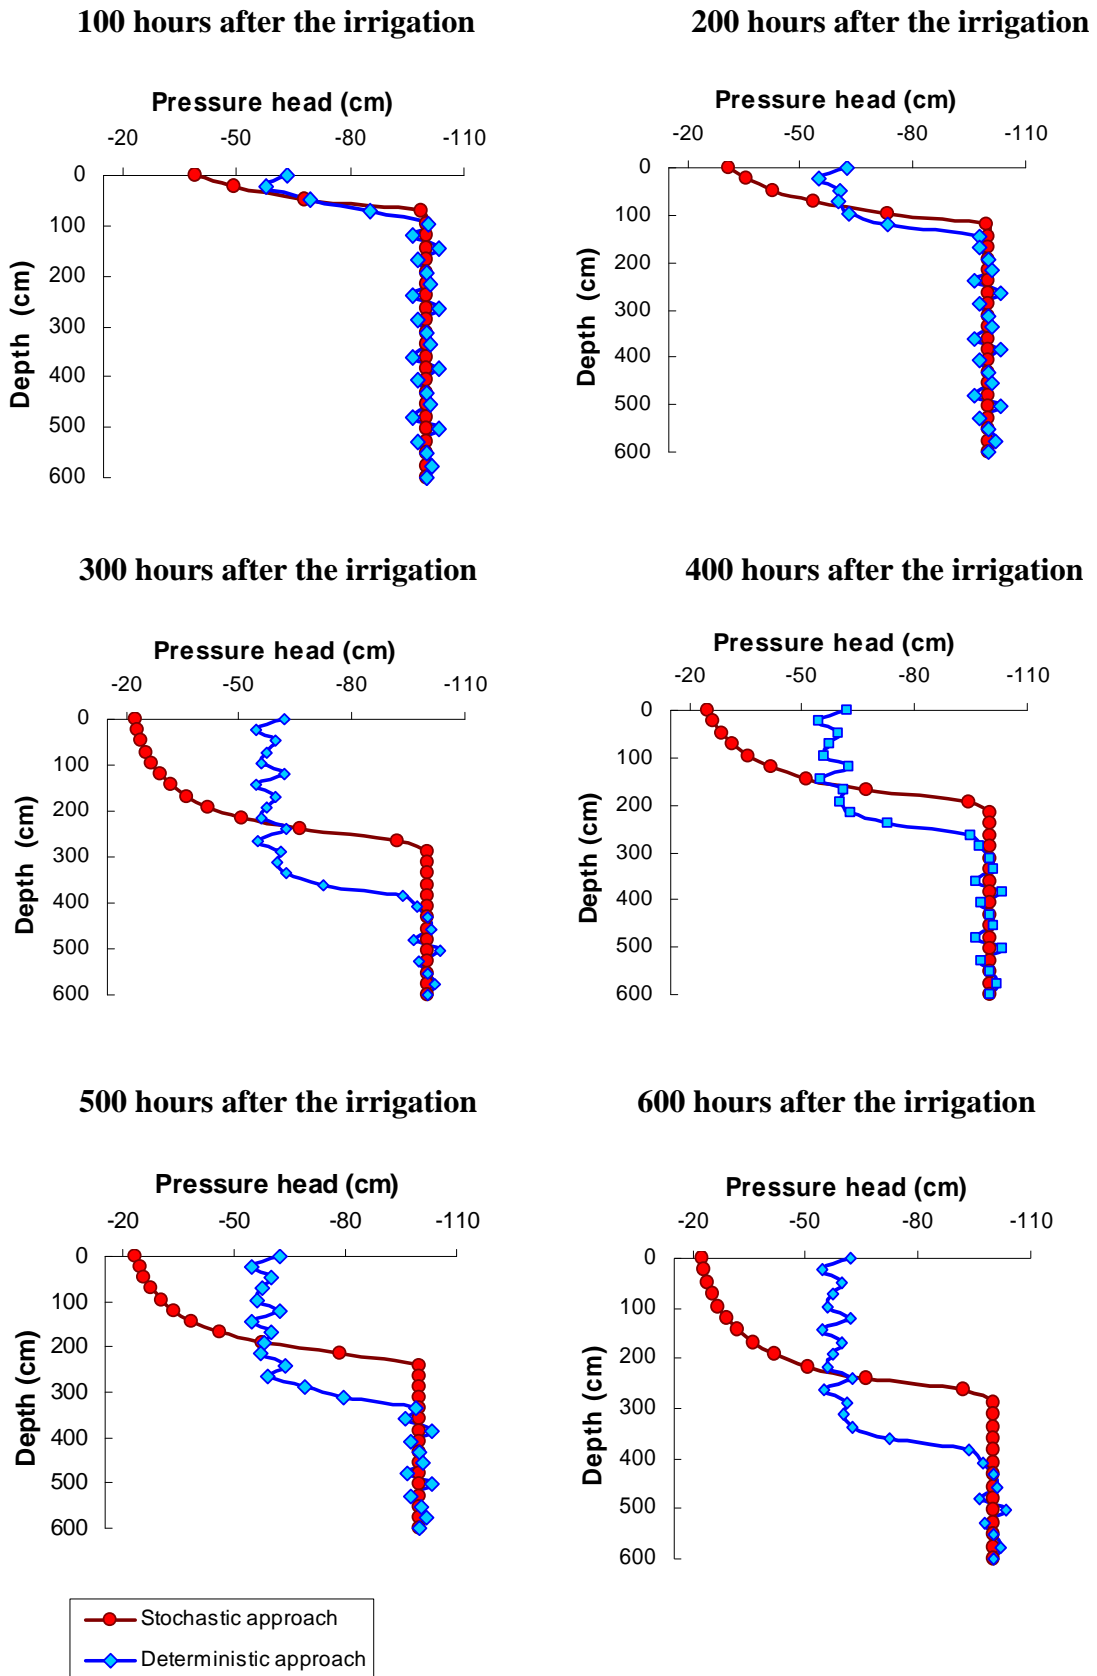 100 hours after the irrigation
200 hours after the irrigation
Pressure head (cm)
-20 -50 -80 -110
0
100
200
300
400
500
600
Depth (cm)
Pressure head (cm)
-20 -50 -80 -110
0
100
200
300
400
500
600
Depth (cm)
300 hours after the irrigation
400 hours after the irrigation
Pressure head (cm)
-20 -50 -80 -110
0
100
200
300
400
500
600
Depth (cm)
Pressure head (cm)
-20 -50 -80 -110
0
100
200
300
400
500
600
Depth (cm)
500 hours after the irrigation
600 hours after the irrigation
Pressure head (cm)
-20 -50 -80 -110
0
100
200
300
400
500
600
Depth (cm)
Pressure head (cm)
-20 -50 -80 -110
0
100
200
300
400
500
600
Depth (cm)
Stochastic approach
Deterministic approach